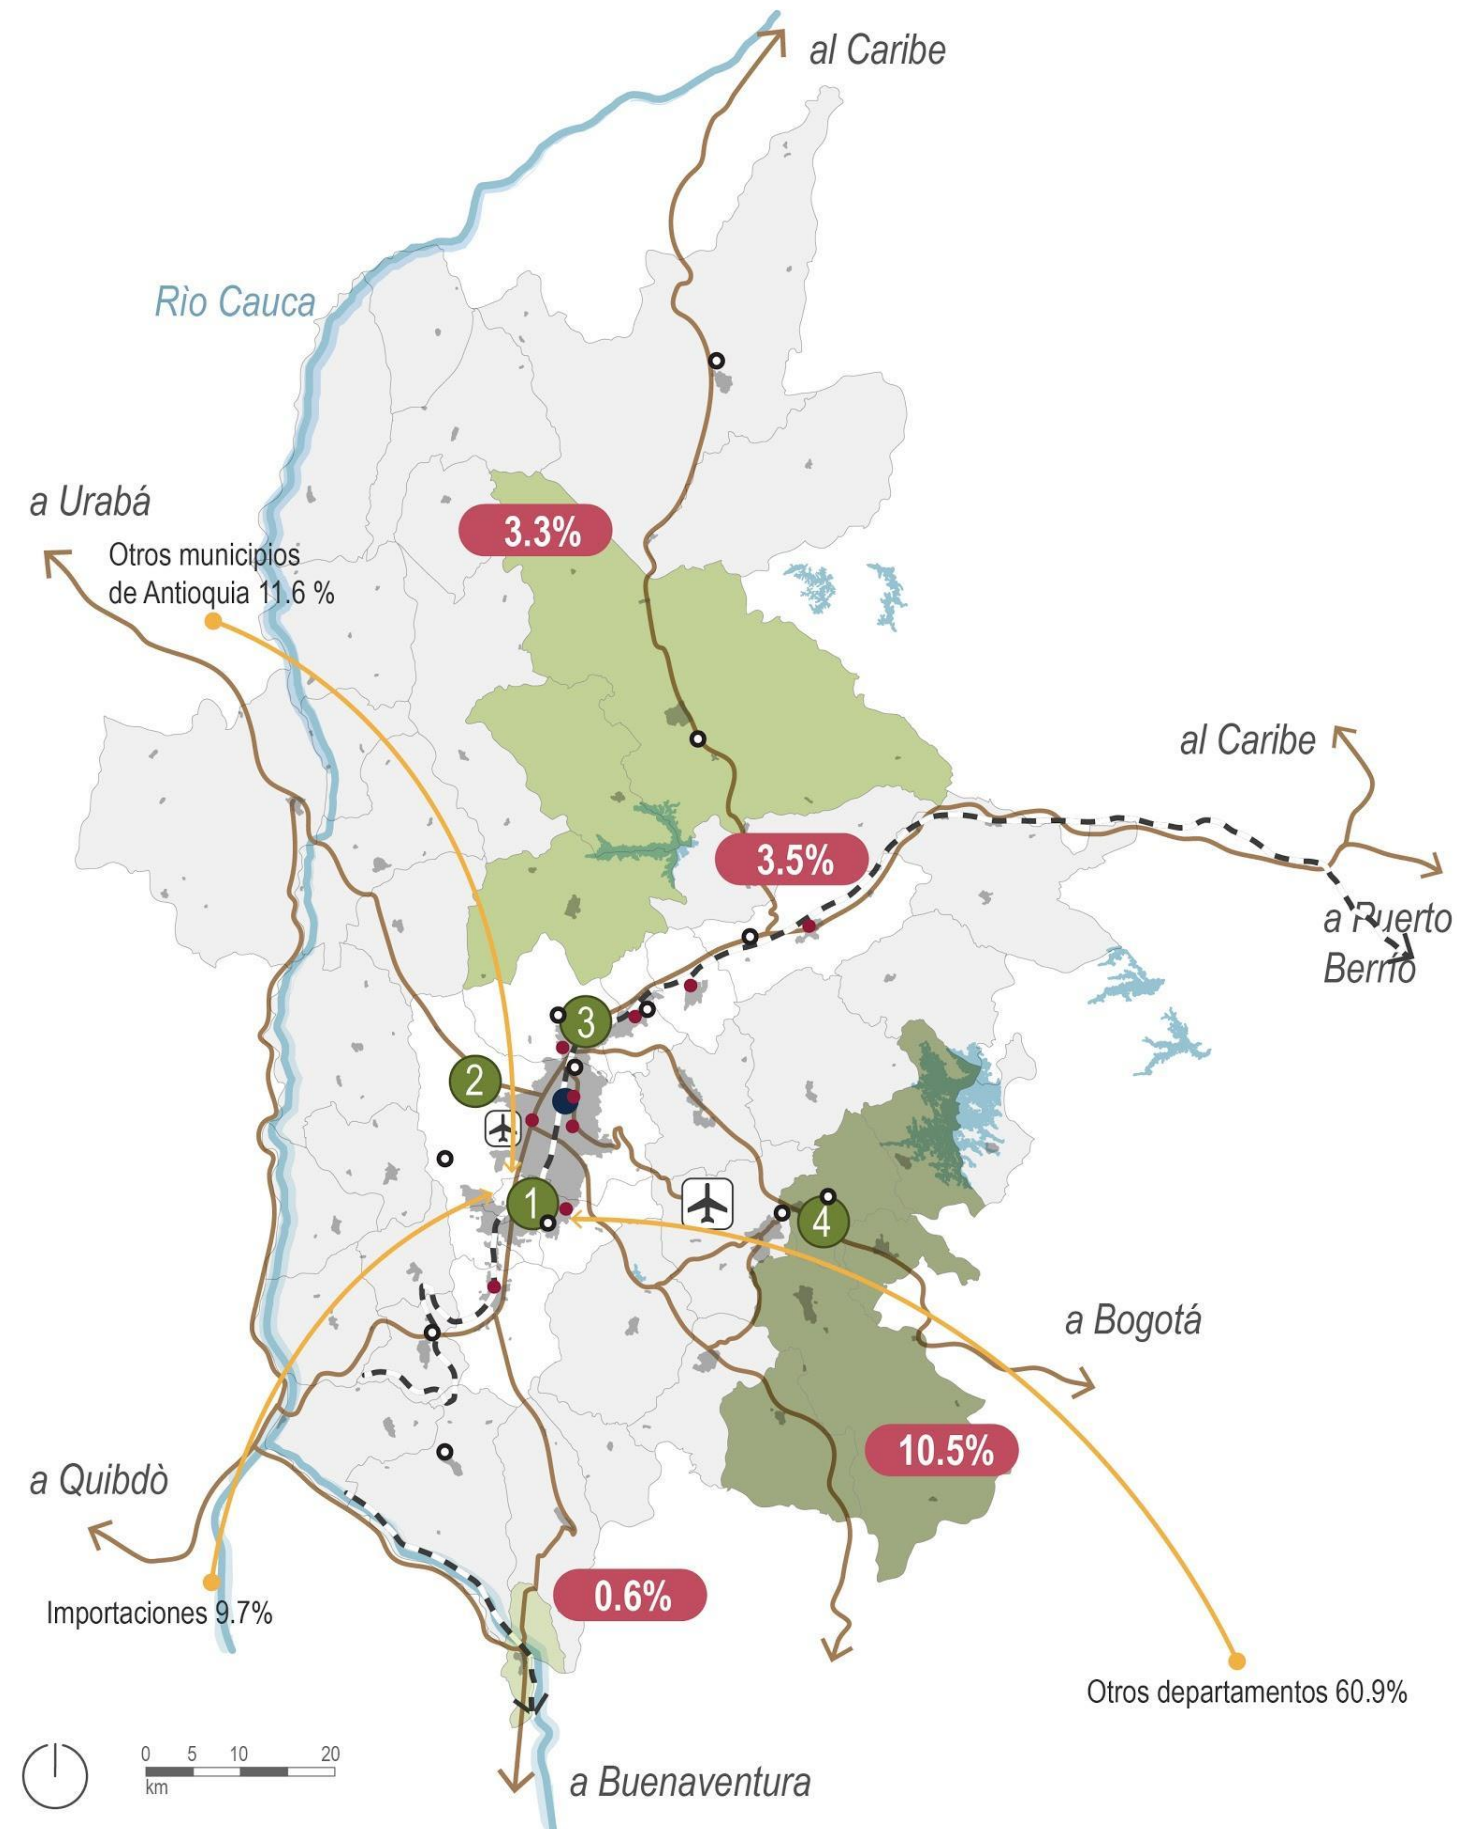 al Caribe
Rìo Cauca
a Urabá
Otros municipios
de Antioquia 11.6 %
3.3%
al Caribe
3.5%
a Puerto
Berrío
3
2
1
4
a Bogotá
10.5%
a Quibdò
Importaciones 9.7%
0.6%
Otros departamentos 60.9%
0 5 10 20
km
a Buenaventura